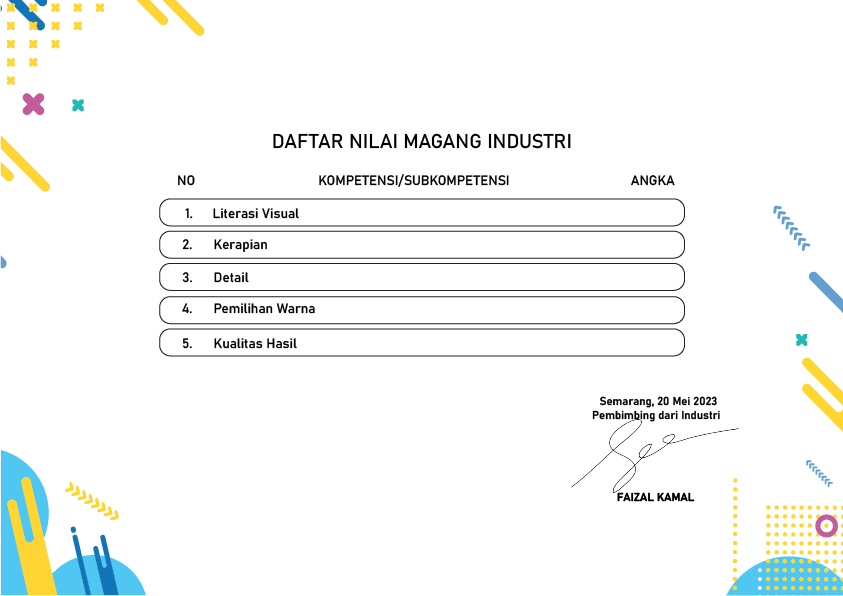 DAFTAR NILAI MAGANG INDUSTRI
NO KOMPETENSI/SUBKOMPETENSI ANGKA
1. Literasi Visual
2. Kerapian
3. Detail
4. Pemilihan Warna
5. Kualitas Hasil
Semarang, 20 Mei 2023
Pembimbing dari Industri
FAIZAL KAMAL